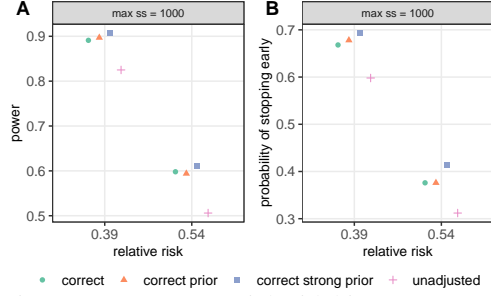 A
max ss = 1000
power
0.9
0.8
0.7
0.6
0.5
0.39 0.54
relative risk
B
max ss = 1000
probability of stopping early
0.7
0.6
0.5
0.4
0.3
0.39 0.54
relative risk
correct correct prior correct strong prior unadjusted